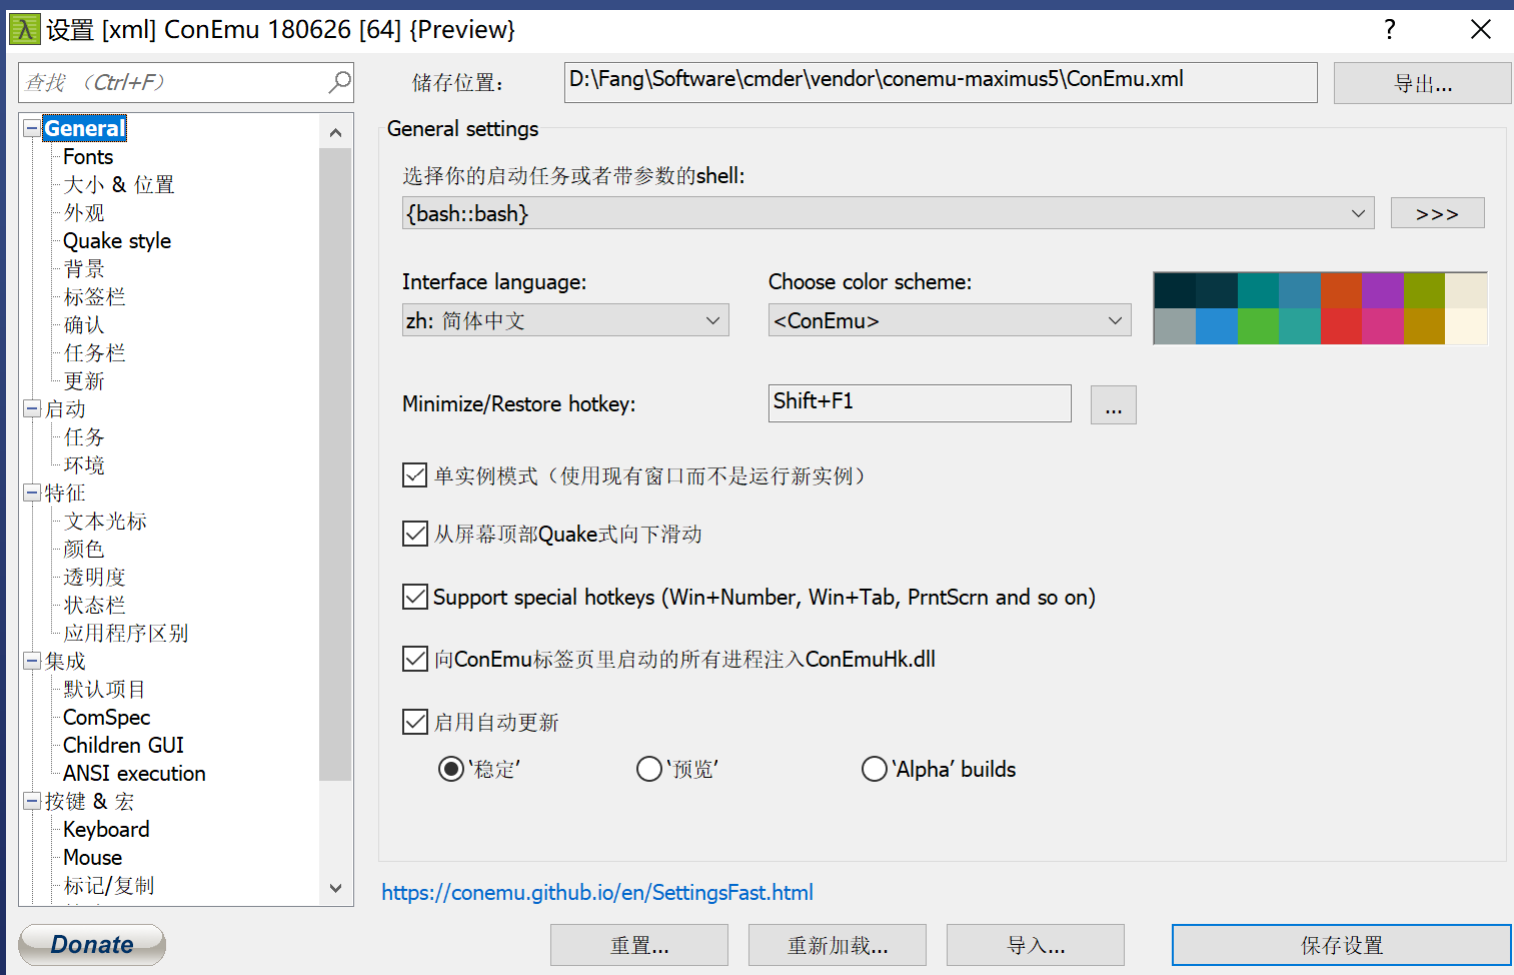 设置 [xml] ConEmu 180626 [64] {Preview}
?
查找 （Ctrl+F）
储存位置：
D:\Fang\Software\cmder\vendor\conemu-maximus5\ConEmu.xml
导出...
General
Fonts
大小 & 位置
外观
Quake style
背景
标签栏
确认
任务栏
更新
启动
任务
环境
特征
文本光标
颜色
透明度
状态栏
应用程序区别
集成
默认项目
ComSpec
Children GUI
ANSI execution
按键 & 宏
Keyboard
Mouse
标记/复制
General settings
选择你的启动任务或者带参数的shell:
{bash::bash}
>>>
Interface language:
Choose color scheme:
zh: 简体中文
<ConEmu>
Minimize/Restore hotkey:
Shift+F1
...
单实例模式（使用现有窗口而不是运行新实例）
从屏幕顶部Quake式向下滑动
Support special hotkeys (Win+Number, Win+Tab, PrntScrn and so on)
向ConEmu标签页里启动的所有进程注入ConEmuHk.dll
启用自动更新
‘稳定’
‘预览’
‘Alpha’ builds
https://conemu.github.io/en/SettingsFast.html
Donate
重置...
重新加载...
导入...
保存设置